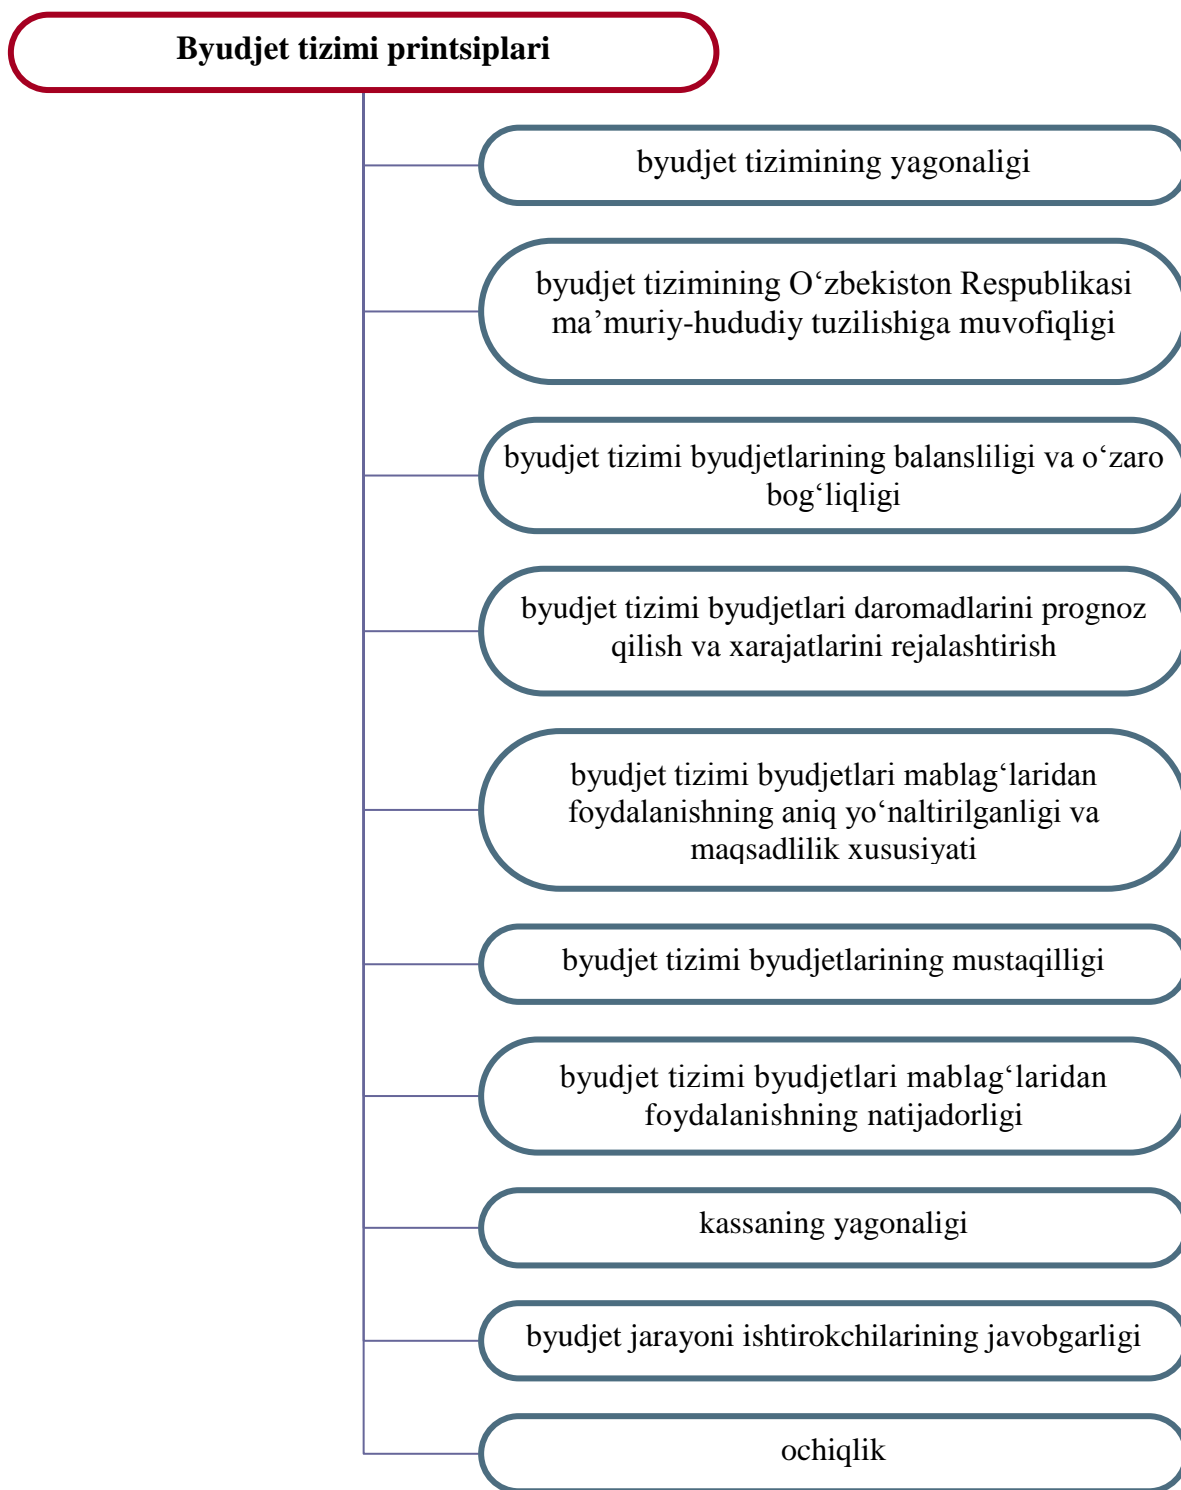 Byudjet tizimi printsiplari
byudjet tizimining yagonaligi
byudjet tizimining O‘zbekiston Respublikasi
ma’muriy-hududiy tuzilishiga muvofiqligi
byudjet tizimi byudjetlarining balansliligi va o‘zaro
bog‘liqligi
byudjet tizimi byudjetlari daromadlarini prognoz
qilish va xarajatlarini rejalashtirish
byudjet tizimi byudjetlari mablag‘laridan
foydalanishning aniq yo‘naltirilganligi va
maqsadlilik xususiyati
byudjet tizimi byudjetlarining mustaqilligi
byudjet tizimi byudjetlari mablag‘laridan
foydalanishning natijadorligi
kassaning yagonaligi
byudjet jarayoni ishtirokchilarining javobgarligi
ochiqlik